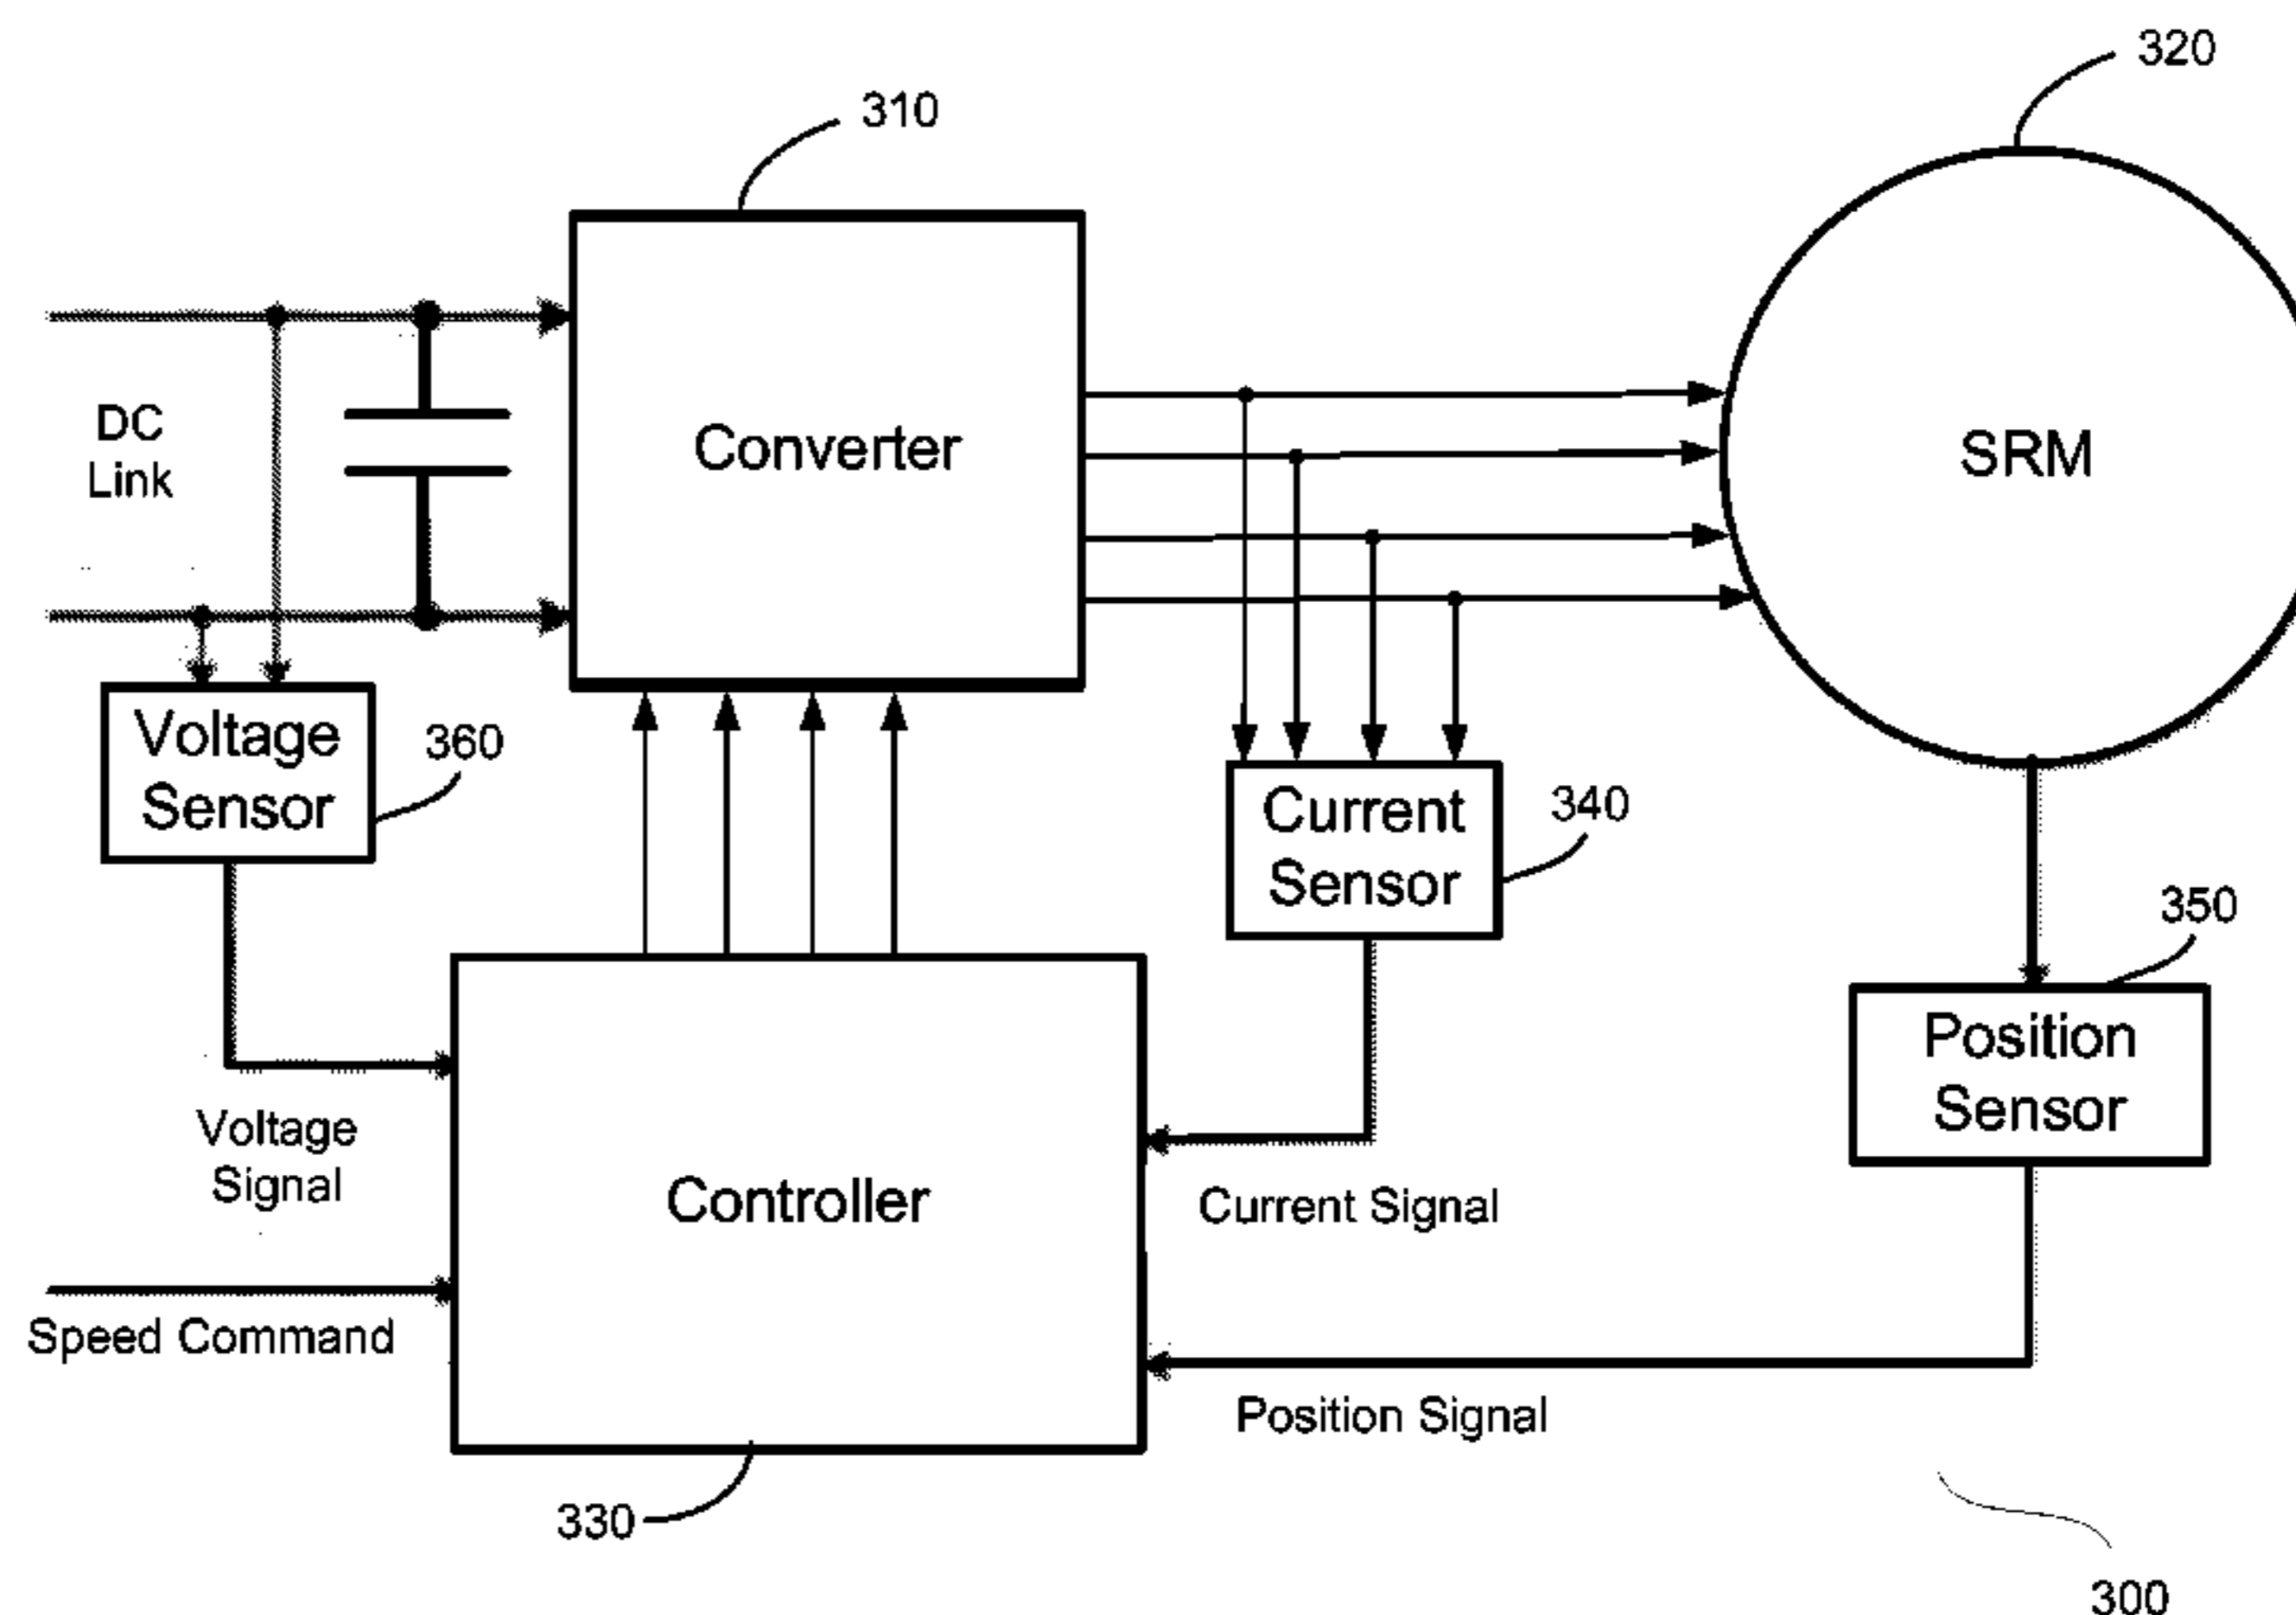 320
310
DC
Link
Converter
SRM
Voltage
Sensor
360
Current
Sensor
340
350
Position
Sensor
Voltage
Signal
Controller
Current Signal
Speed Command
Position Signal
330
300